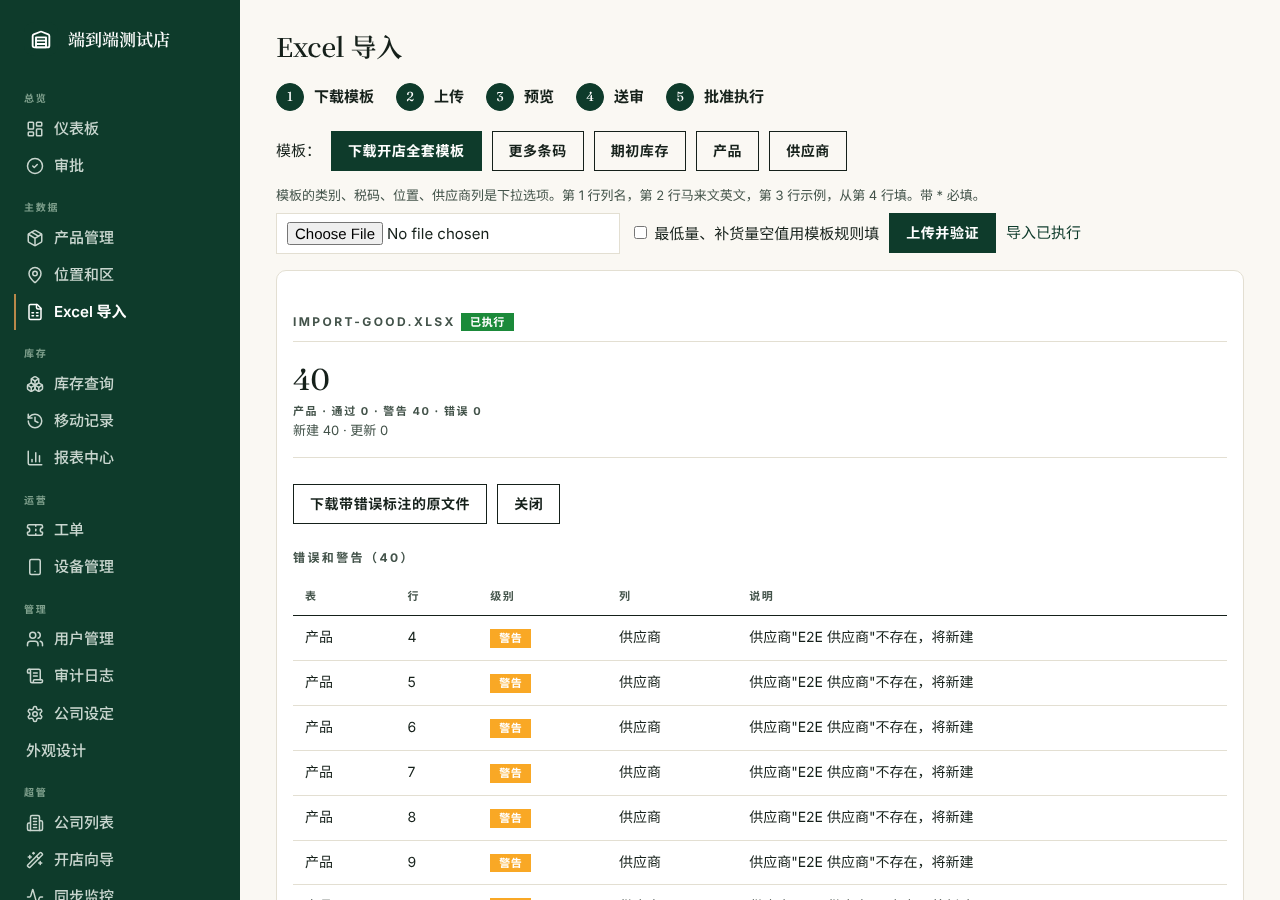 端到端测试店
总览
仪表板
审批
主数据
产品管理
位置和区
Excel 导入
库存
库存查询
移动记录
报表中心
运营
工单
设备管理
管理
用户管理
审计日志
公司设定
外观设计
超管
公司列表
开店向导
同步监控
Excel 导入
1 下载模板 2 上传 3 预览 4 送审 5 批准执行
模板： 下载开店全套模板 更多条码 期初库存 产品 供应商
模板的类别、税码、位置、供应商列是下拉选项。第 1 行列名，第 2 行马来文英文，第 3 行示例，从第 4 行填。带 * 必填。
Choose File No file chosen 最低量、补货量空值用模板规则填 上传并验证 导入已执行
IMPORT-GOOD.XLSX 已执行
40
产品 · 通过 0 · 警告 40 · 错误 0
新建 40 · 更新 0
下载带错误标注的原文件 关闭
错误和警告（40）
表 行 级别 列 说明
产品 4 警告 供应商 供应商"E2E 供应商"不存在，将新建
产品 5 警告 供应商 供应商"E2E 供应商"不存在，将新建
产品 6 警告 供应商 供应商"E2E 供应商"不存在，将新建
产品 7 警告 供应商 供应商"E2E 供应商"不存在，将新建
产品 8 警告 供应商 供应商"E2E 供应商"不存在，将新建
产品 9 警告 供应商 供应商"E2E 供应商"不存在，将新建